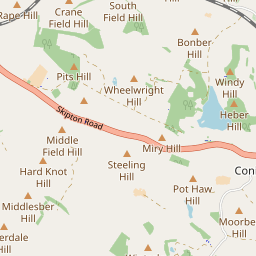 Rape Hill
Crane
Field Hill
South
Field Hill
Bonber
Hill
Pits Hill
Wheelwright
Hill
Windy
Hill
Heber
Hill
Skipton Road
Middle
Field Hill
Miry Hill
Steeling
Hill
Hard Knot
Hill
Con
Pot Haw
Hill
Middlesber
Hill
Moorbe
Hill
erdale
Hill